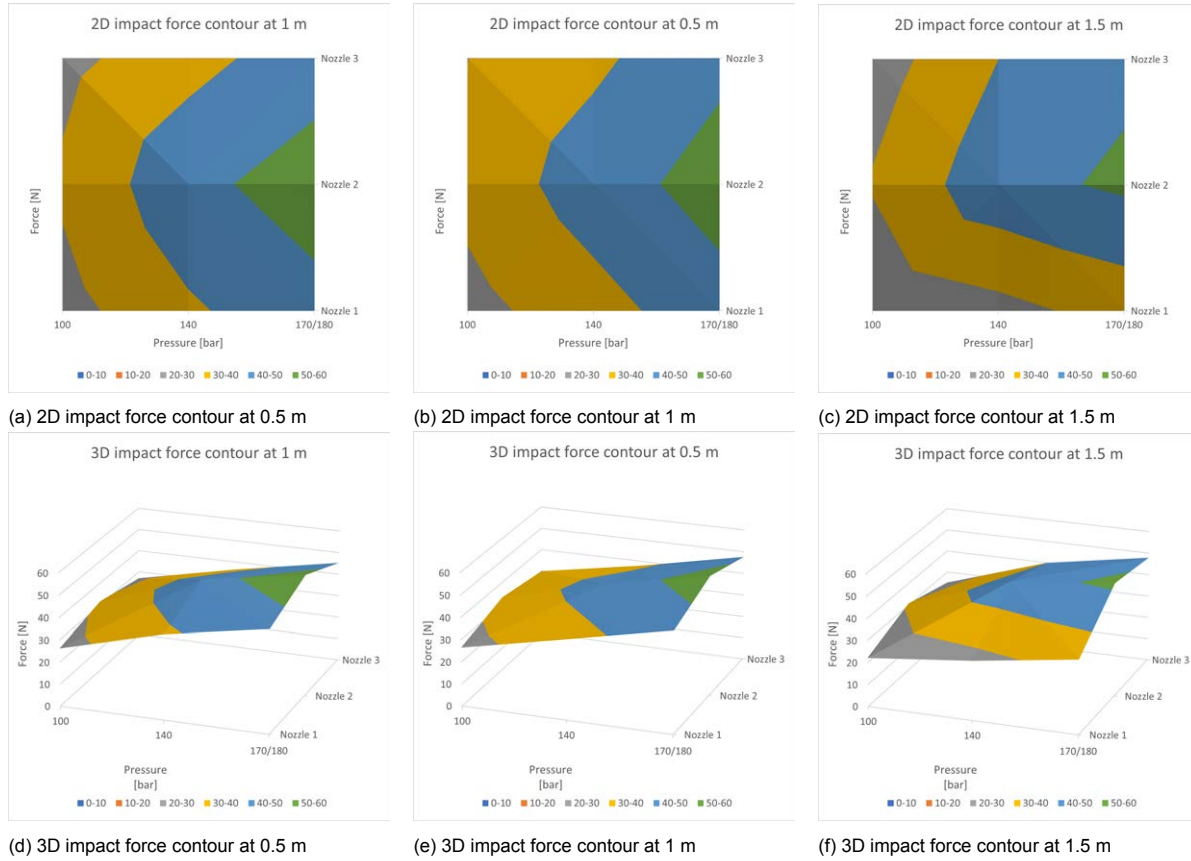 2D impact force contour at 1 m
Force [N]
Nozzle 3
Nozzle 2
Nozzle 1
100
140
170/180
Pressure [bar]
0-10 10-20 20-30 30-40 40-50 50-60
(a) 2D impact force contour at 0.5 m
2D impact force contour at 0.5 m
Force [N]
Nozzle 3
Nozzle 2
Nozzle 1
100
140
170/180
Pressure [bar]
0-10 10-20 20-30 30-40 40-50 50-60
(b) 2D impact force contour at 1 m
2D impact force contour at 1.5 m
Force [N]
Nozzle 3
Nozzle 2
Nozzle 1
100
140
170/180
Pressure [bar]
0-10 10-20 20-30 30-40 40-50 50-60
(c) 2D impact force contour at 1.5 m
3D impact force contour at 1 m
Force [N]
60
50
40
30
20
10
0
100
140
170/180
Nozzle 3
Nozzle 2
Nozzle 1
Pressure
[bar]
0-10 10-20 20-30 30-40 40-50 50-60
(d) 3D impact force contour at 0.5 m
3D impact force contour at 0.5 m
Force [N]
60
50
40
30
20
10
0
100
140
170/180
Nozzle 3
Nozzle 2
Nozzle 1
Pressure
[bar]
0-10 10-20 20-30 30-40 40-50 50-60
(e) 3D impact force contour at 1 m
3D impact force contour at 1.5 m
Force [N]
60
50
40
30
20
10
0
100
140
170/180
Nozzle 3
Nozzle 2
Nozzle 1
Pressure
[bar]
0-10 10-20 20-30 30-40 40-50 50-60
(f) 3D impact force contour at 1.5 m